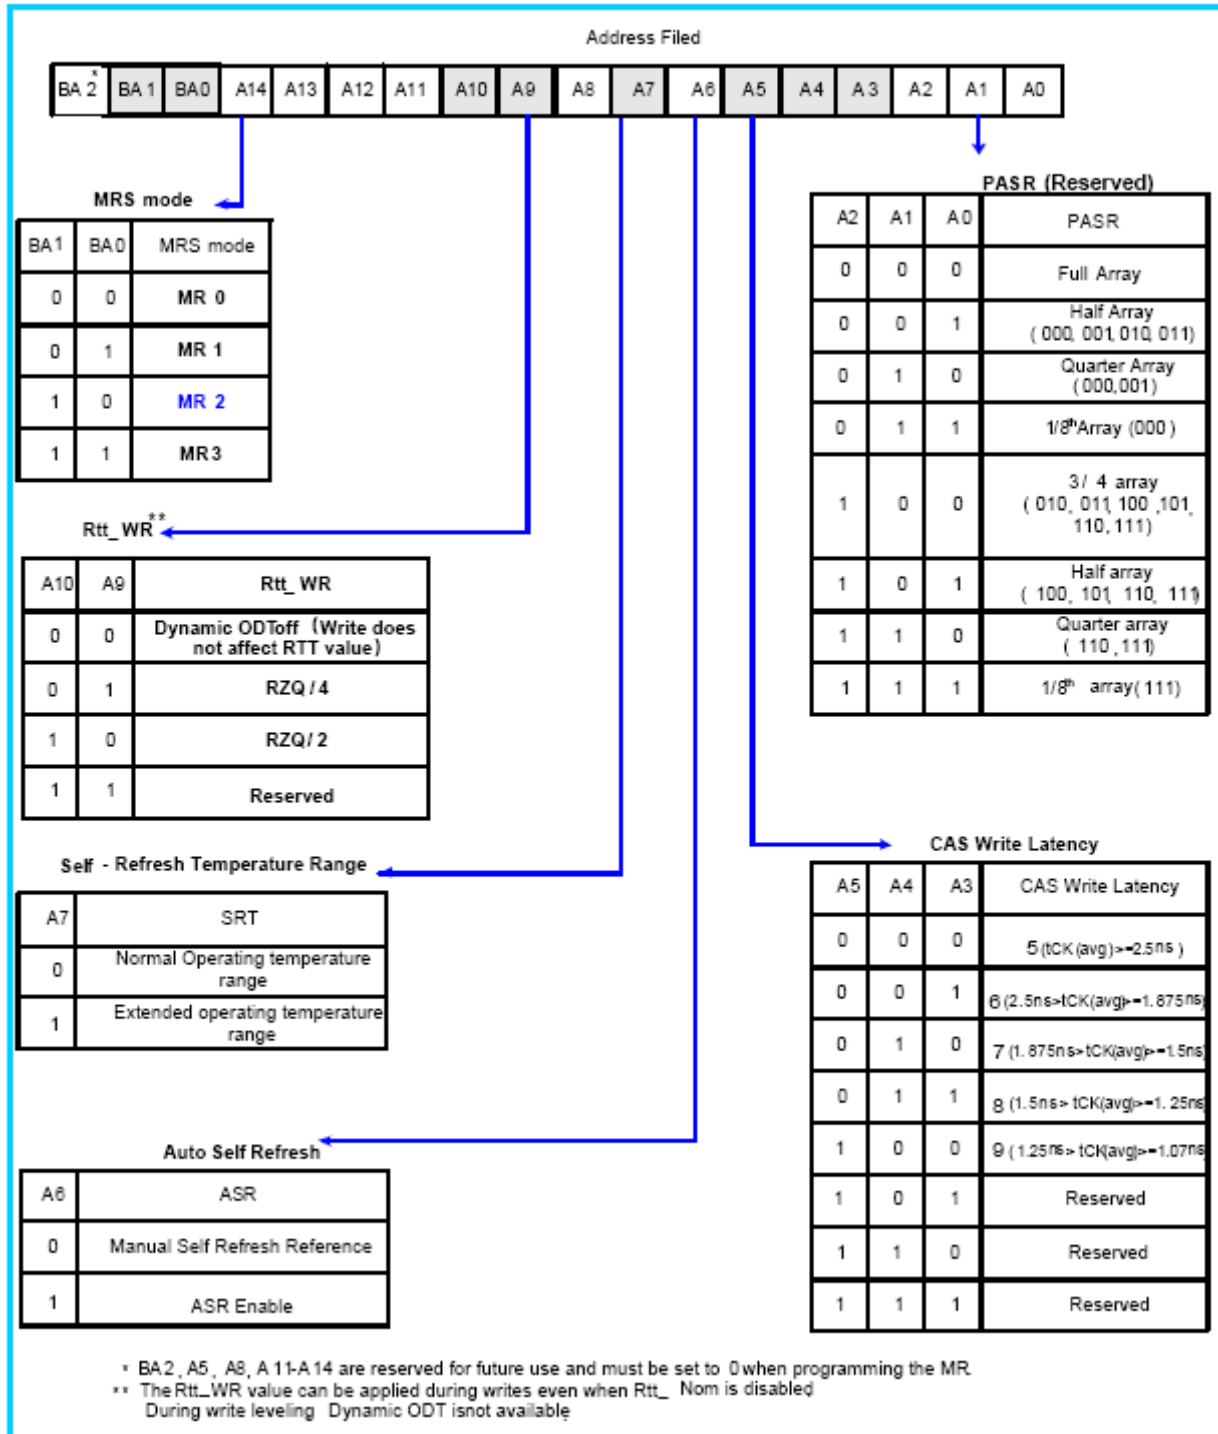 Address Filed
BA 2 * BA 1 BA0 A14 A13 A12 A11 A10 A9 A8 A7 A6 A5 A4 A3 A2 A1 A0
MRS mode
BA1 BA0 MRS mode
0 0 MR 0
0 1 MR 1
1 0 MR 2
1 1 MR3
Rtt_WR**
A10 A9 Rtt_WR
0 0 Dynamic ODToff (Write does
not affect RTT value)
0 1 RZQ/4
1 0 RZQ/2
1 1 Reserved
Self - Refresh Temperature Range
A7 SRT
0 Normal Operating temperature
range
1 Extended operating temperature
range
Auto Self Refresh
A6 ASR
0 Manual Self Refresh Reference
1 ASR Enable
PASR (Reserved)
A2 A1 A0 PASR
0 0 0 Full Array
0 0 1 Half Array
(000, 001, 010, 011)
0 1 0 Quarter Array
(000,001)
0 1 1 1/8th Array (000)
1 0 0 3/4 array
(010, 011, 100, 101,
110, 111)
1 0 1 Half array
(100, 101, 110, 111)
1 1 0 Quarter array
(110, 111)
1 1 1 1/8th array(111)
CAS Write Latency
A5 A4 A3 CAS Write Latency
0 0 0 5 (tCK(avg)>=2.5ns)
0 0 1 6 (2.5ns>tCK(avg)>=1.875ns)
0 1 0 7 (1.875ns>tCK(avg)>=1.5ns)
0 1 1 8 (1.5ns>tCK(avg)>=1.25ns)
1 0 0 9 (1.25ns>tCK(avg)>=1.07ns
1 0 1 Reserved
1 1 0 Reserved
1 1 1 Reserved
* BA2, A5, A8, A11-A14 are reserved for future use and must be set to 0 when programming the MR.
** The Rtt_WR value can be applied during writes even when Rtt_ Nom is disabled
During write leveling Dynamic ODT isnot available